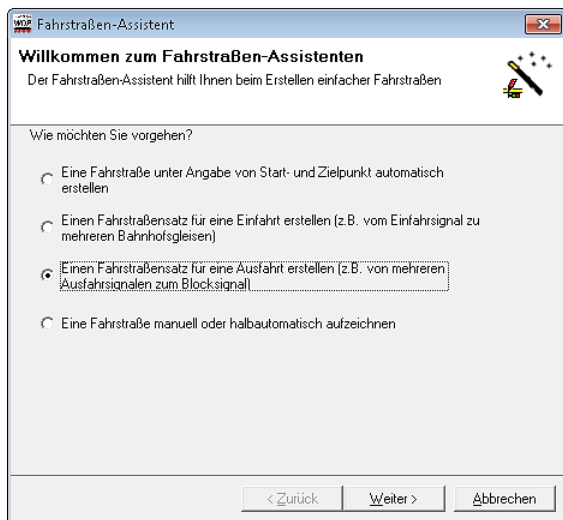 Fahrstraßen-Assistent
Willkommen zum Fahrstraßen-Assistenten
Der Fahrstraßen-Assistent hilft Ihnen beim Erstellen einfacher Fahrstraßen
Wie möchten Sie vorgehen?
Eine Fahrstraße unter Angabe von Start- und Zielpunkt automatisch
erstellen
Einen Fahrstraßensatz für eine Einfahrt erstellen (z.B. vom Einfahrsignal zu
mehreren Bahnhofsgleisen)
Einen Fahrstraßensatz für eine Ausfahrt erstellen (z.B. von mehreren
Ausfahrsignalen zum Blocksignal)
Eine Fahrstraße manuell oder halbautomatisch aufzeichnen
< Zurück Weiter > Abbrechen